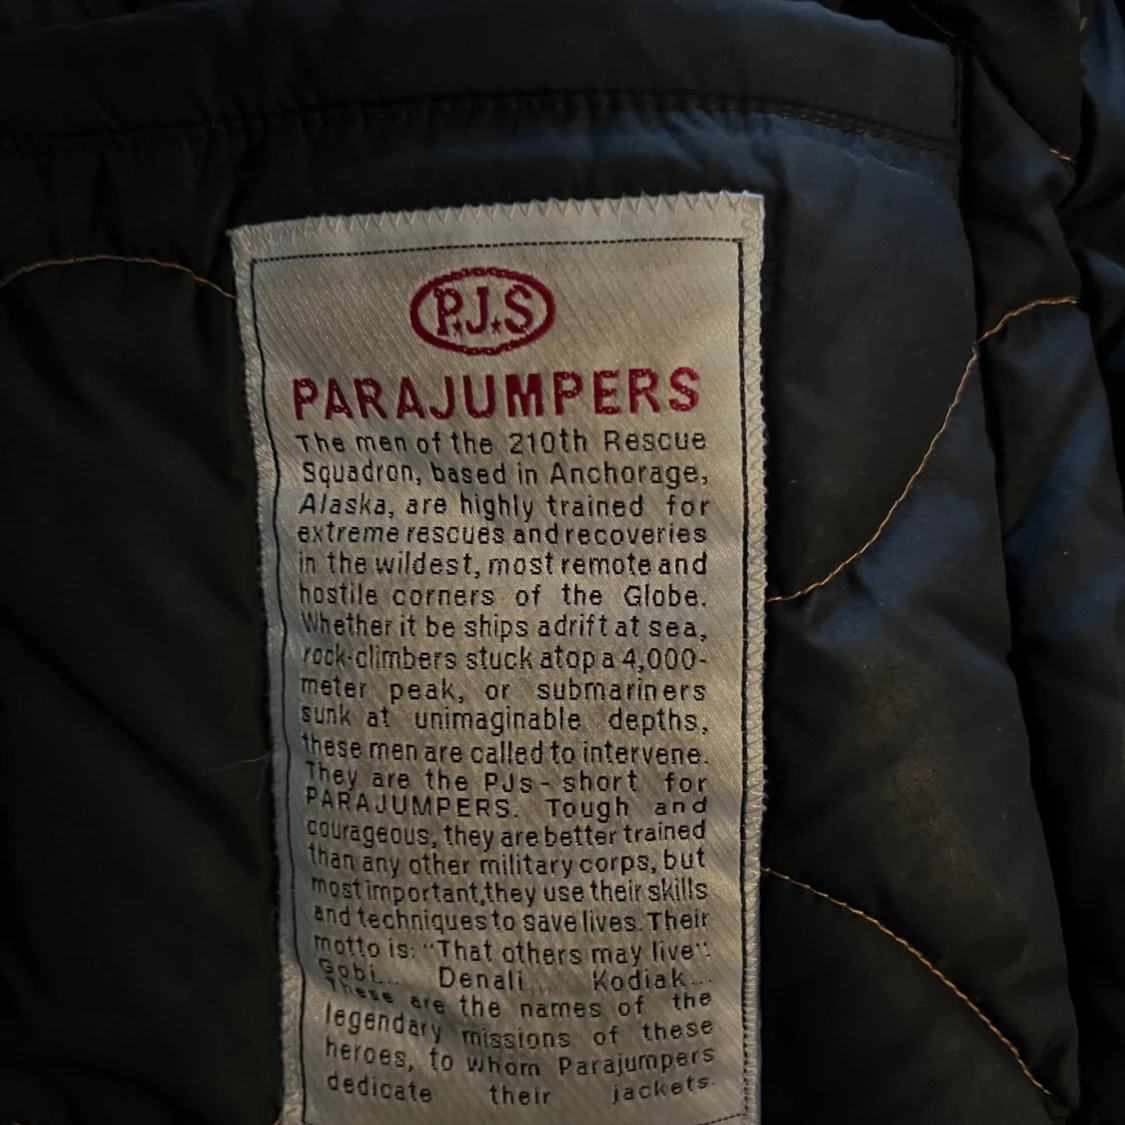 P.J.S
PARAJUMPERS
The men of the 210th Rescue
Squadron, based in Anchorage,
Alaska, are highly trained for
extreme rescues and recoveries
in the wildest, most remote and
hostile corners of the Globe.
Whether it be ships adrift at sea,
rock-climbers stuck atop a 4,000-
meter peak, or submariners
sunk at unimaginable depths,
these men are called to intervene.
They are the PJs - short for
PARAJUMPERS. Tough and
courageous, they are better trained
than any other military corps, but
most important,they use their skills
and techniques to save lives. Their
motto is: “That others may live”.
Gobi... Denali... Kodiak...
These are the names of the
legendary missions of these
heroes, to whom Parajumpers
dedicate their jackets.